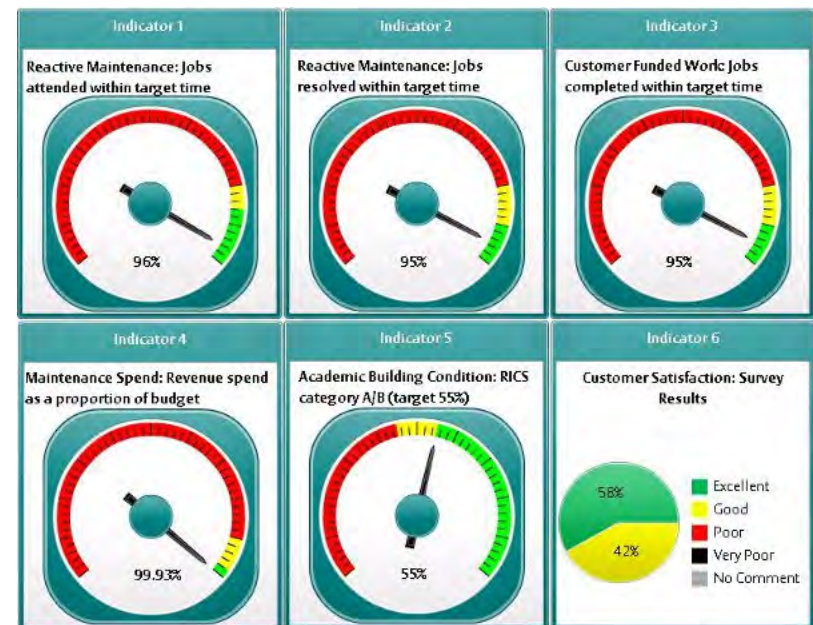 Indicator 1
Reactive Maintenance: Jobs
attended within target time
96%
Indicator 2
Reactive Maintenance: Jobs
resolved within target time
95%
Indicator 3
Customer Funded Work: Jobs
completed within target time
95%
Indicator 4
Maintenance Spend: Revenue spend
as a proportion of budget
99.93%
Indicator 5
Academic Building Condition: RICS
category A/B (target 55%)
55%
Indicator 6
Customer Satisfaction: Survey
Results
58%
42%
Excellent
Good
Poor
Very Poor
No Comment